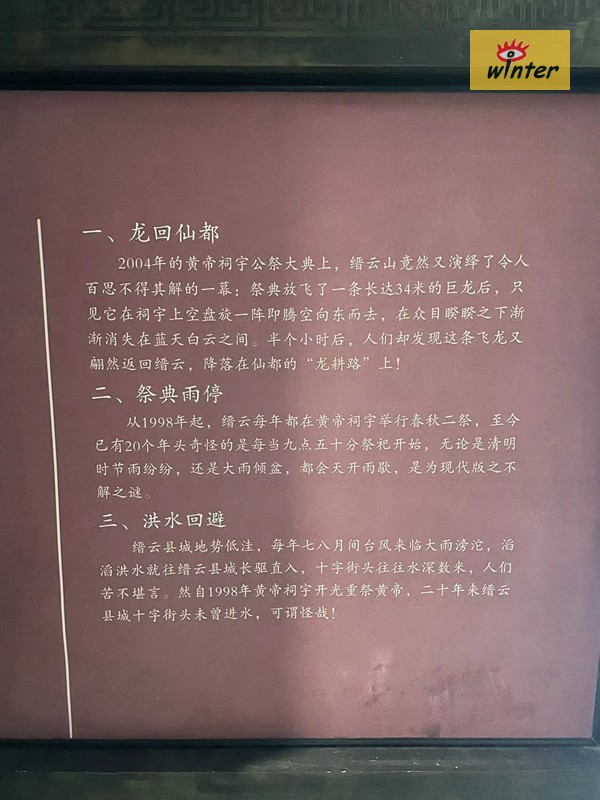 winter
一、龙回仙都
2004年的黄帝祠宇公祭大典上，缙云山竟然又演绎了令人
百思不得其解的一幕：祭典放飞了一条长达34米的巨龙后，只
见它在祠宇上空盘旋一阵即腾空向东而去，在众目睽睽之下渐
渐消失在蓝天白云之间。半个小时后，人们却发现这条飞龙又
翩然返回缙云，降落在仙都的“龙耕路”上！
二、祭典雨停
从1998年起，缙云每年都在黄帝祠宇举行春秋二祭，至今
已有20个年头奇怪的是每当九点五十分祭祀开始，无论是清明
时节雨纷纷，还是大雨倾盆，都会天开雨歇，是为现代版之不
解之谜。
三、洪水回避
缙云县城地势低洼，每年七八月间台风来临大雨滂沱，滔
滔洪水就往缙云县城长驱直入，十字街头往往水深数米，人们
苦不堪言。然自1998年黄帝祠宇开光重祭黄帝，二十年来缙云
县城十字街头未曾进水，可谓怪哉！